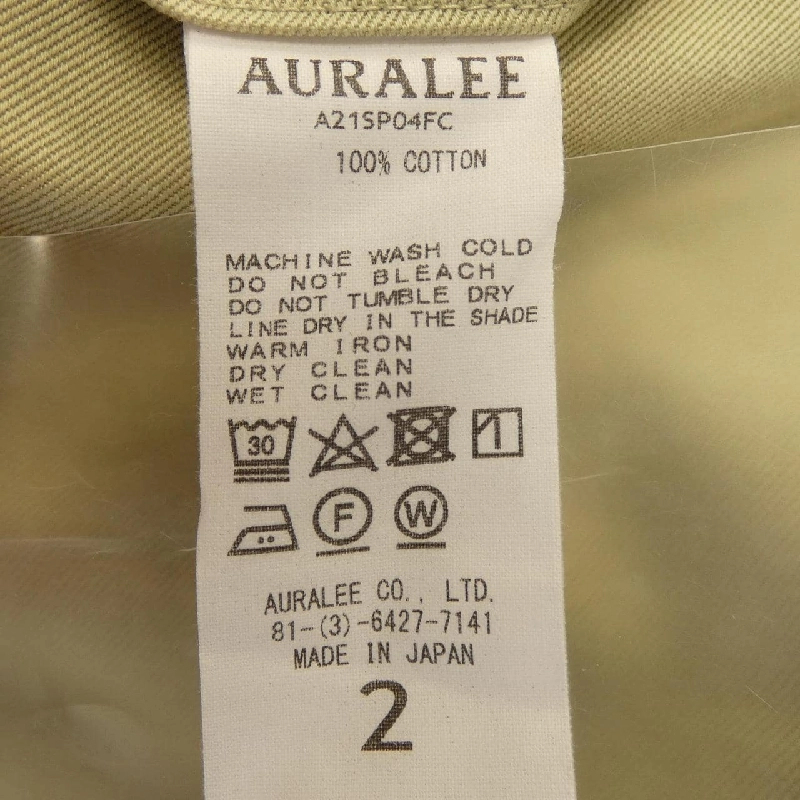 AURALEE
A21SP04FC
100% COTTON
MACHINE WASH COLD
DO NOT BLEACH
DO NOT TUMBLE DRY
LINE DRY IN THE SHADE
WARM IRON
DRY CLEAN
WET CLEAN
30
F W
AURALEE CO., LTD.
81-(3)-6427-7141
MADE IN JAPAN
2